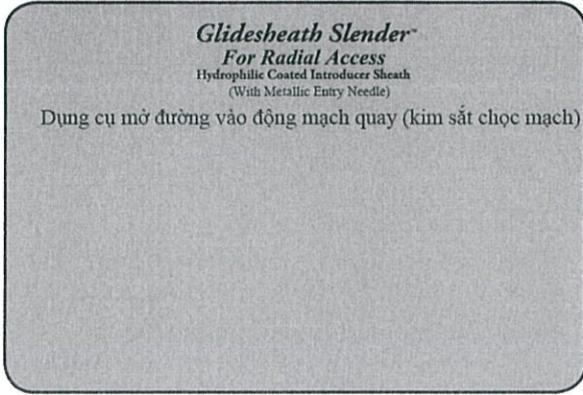 Glidesheath Slender™
For Radial Access
Hydrophilic Coated Introducer Sheath
(With Metallic Entry Needle)
Dụng cụ mở đường vào động mạch quay (kim sắt chọc mạch)